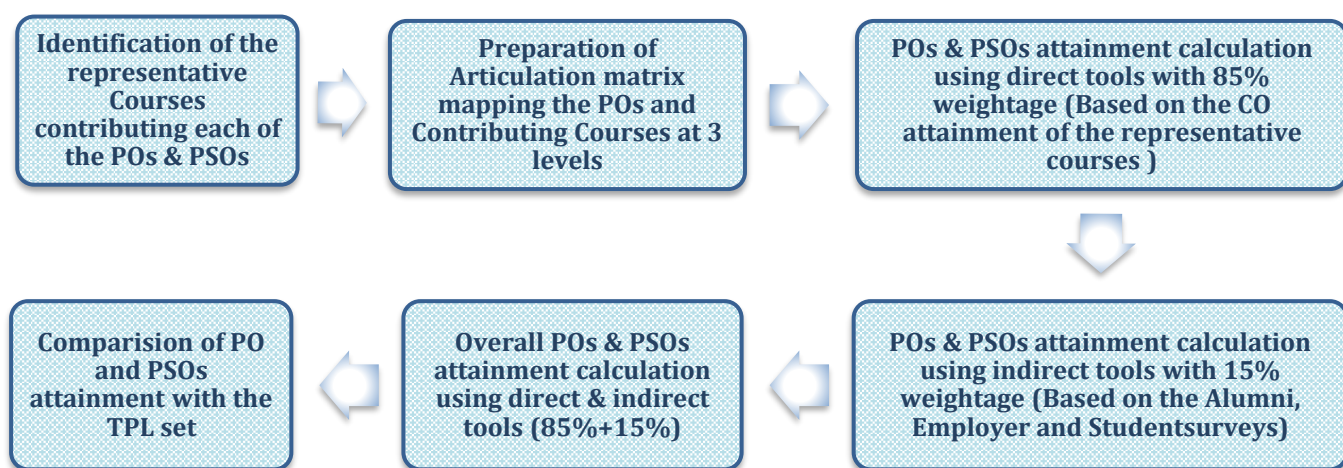 Identification of the
representative
Courses
contributing each of
the POs & PSOs
Preparation of
Articulation matrix
mapping the POs and
Contributing Courses at 3
levels
POs & PSOs attainment calculation
using direct tools with 85%
weightage (Based on the CO
attainment of the representative
courses )
POs & PSOs attainment calculation
using indirect tools with 15%
weightage (Based on the Alumni,
Employer and Studentsurveys)
Overall POs & PSOs
attainment calculation
using direct & indirect
tools (85%+15%)
Comparision of PO
and PSOs
attainment with the
TPL set